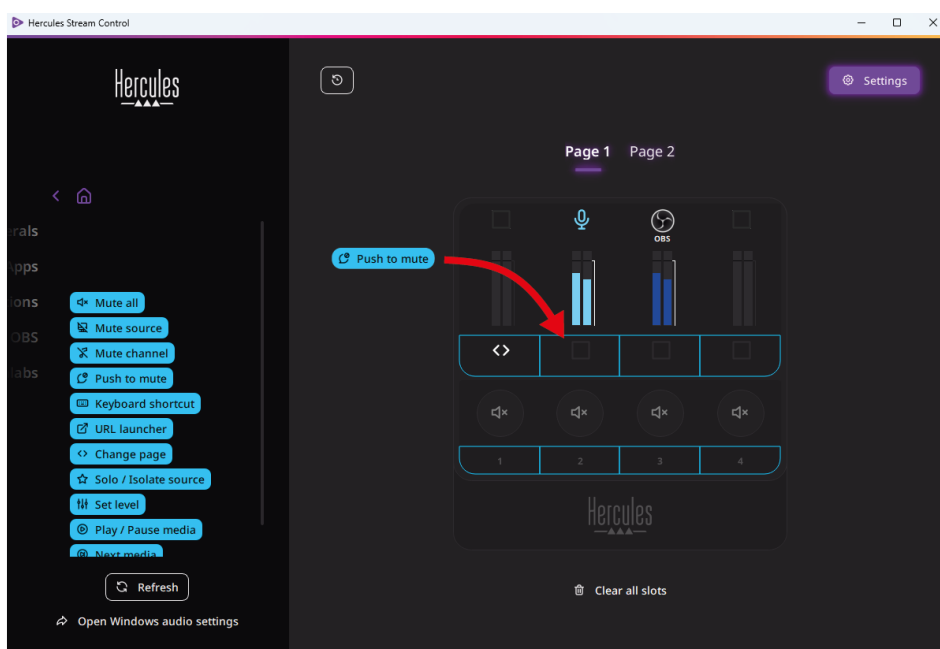 Hercules Stream Control
Hercules
Settings
Page 1 Page 2
erals
Apps
ions
OBS
labs
Mute all
Mute source
Mute channel
Push to mute
Keyboard shortcut
URL launcher
Change page
Solo / Isolate source
Set level
Play / Pause media
Next media
Refresh
Open Windows audio settings
OBS
Push to mute
1 2 3 4
Hercules
Clear all slots